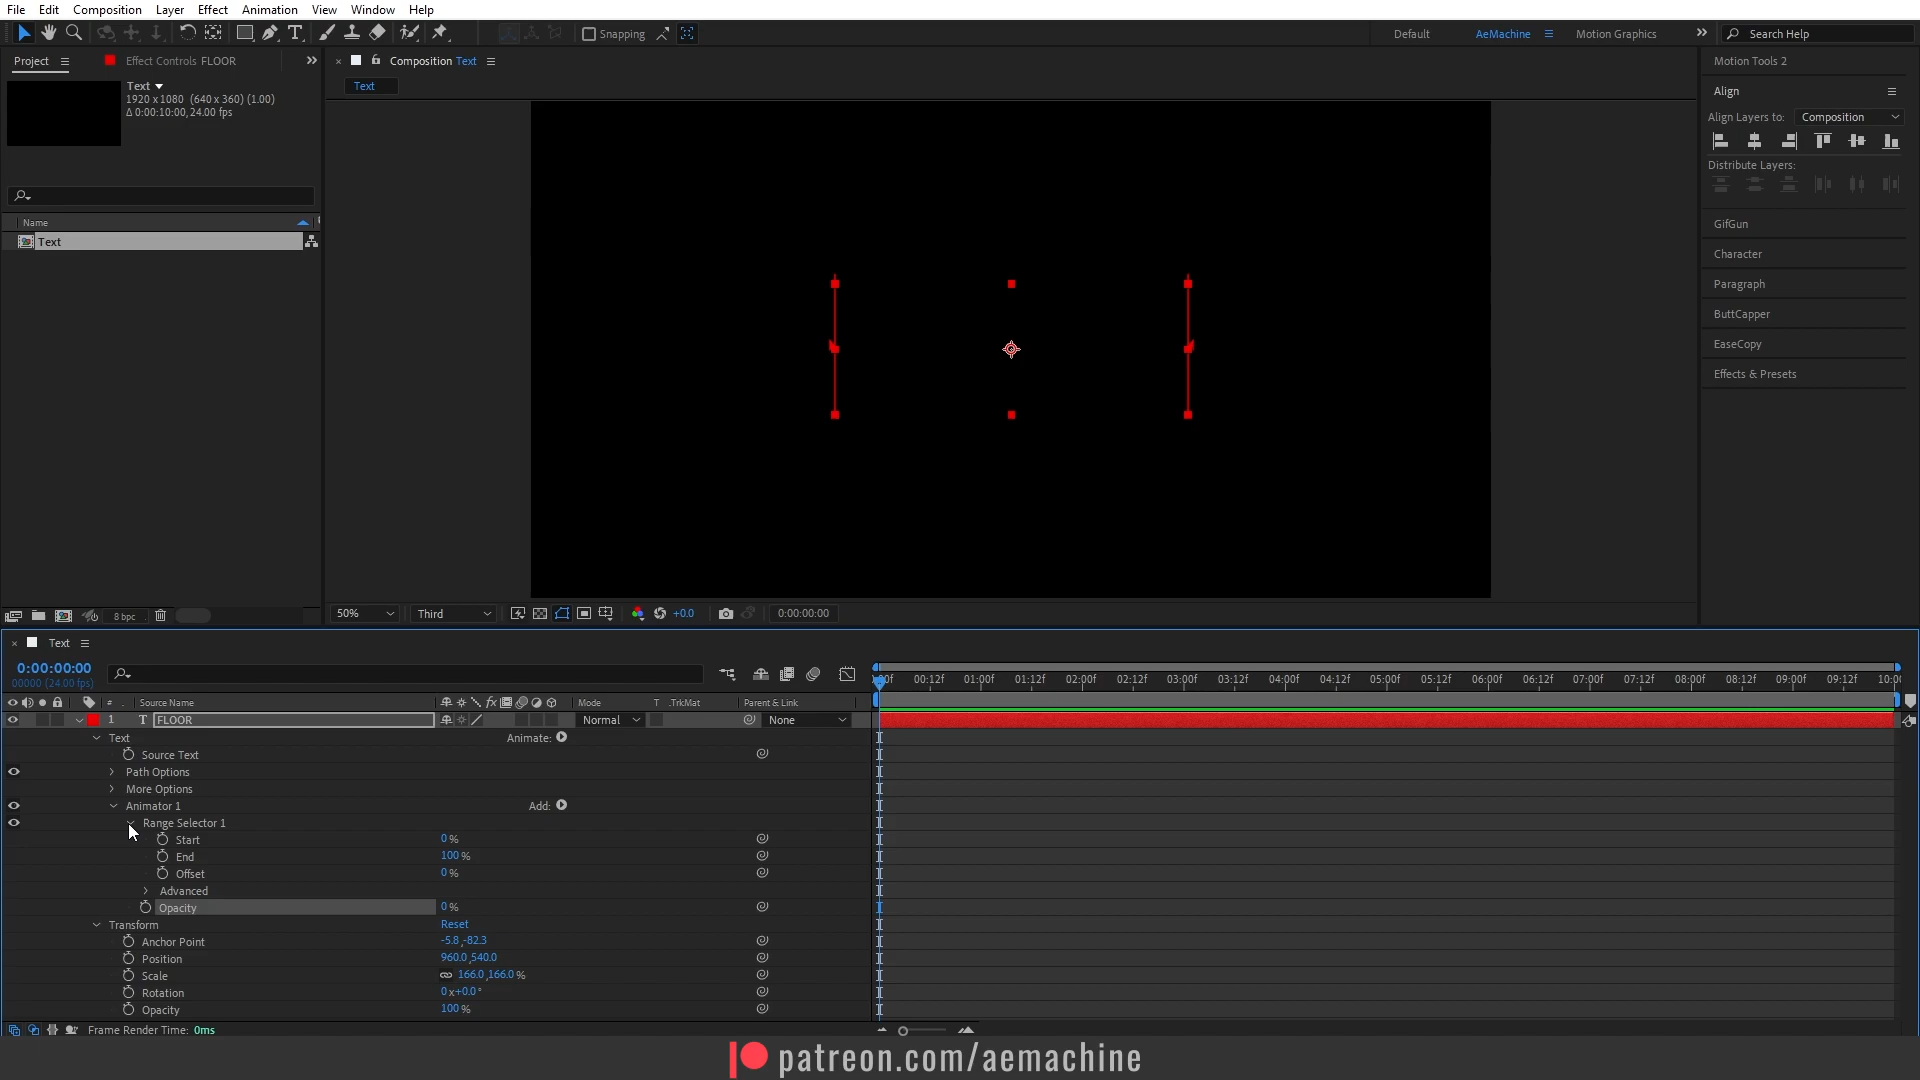 File Edit Composition Layer Effect Animation View Window Help
Snapping
Default AeMachine Motion Graphics Search Help
Project Effect Controls FLOOR
Composition Text
Text
Text
1920 x 1080 (640 x 360) (1.00)
Δ 0:00:10:00, 24.00 fps
Name
Text
Motion Tools 2
Align
Align Layers to: Composition
Distribute Layers:
GifGun
Character
Paragraph
ButtCapper
EaseCopy
Effects & Presets
8 bpc
50% Third +0.0 0:00:00:00
Text
0:00:00:00
00000 (24.00 fps)
00:12f 01:00f 01:12f 02:00f 02:12f 03:00f 03:12f 04:00f 04:12f 05:00f 05:12f 06:00f 06:12f 07:00f 07:12f 08:00f 08:12f 09:00f 09:12f
# Source Name Mode T .TrkMat Parent & Link
1 T FLOOR Normal None
Text Animate:
Source Text
Path Options
More Options
Animator 1 Add:
Range Selector 1
Start 0 %
End 100 %
Offset 0 %
Advanced
Opacity 0 %
Transform Reset
Anchor Point -5.8,-82.3
Position 960.0,540.0
Scale 166.0,166.0 %
Rotation 0x+0.0°
Opacity 100 %
Frame Render Time: 0ms
patreon.com/aemachine